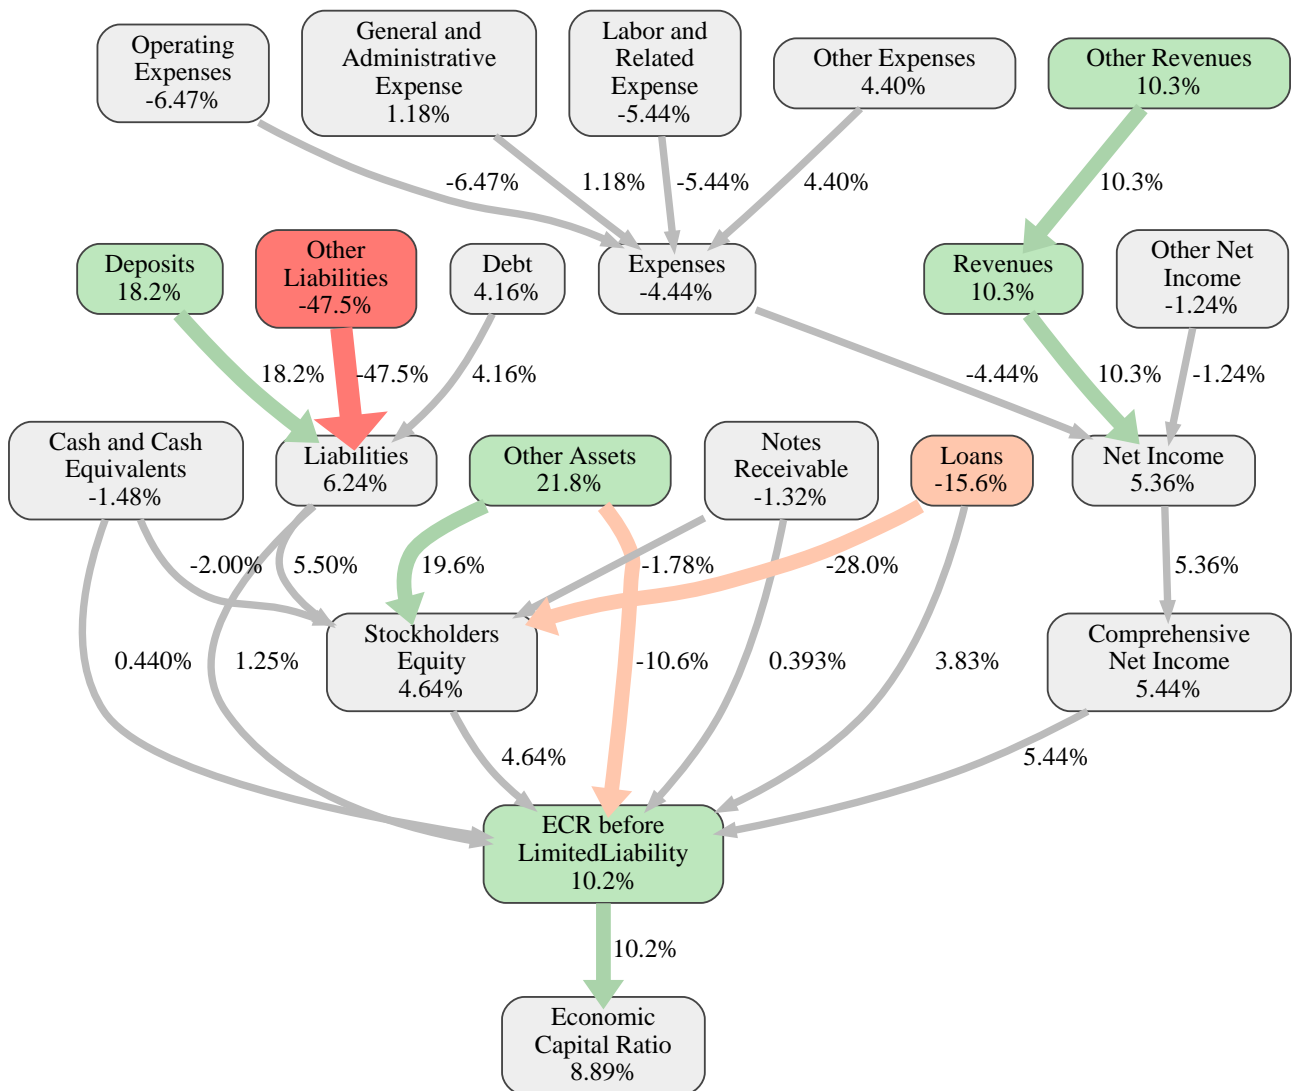 Operating
Expenses
-6.47%
General and
Administrative
Expense
1.18%
Labor and
Related
Expense
-5.44%
Other Expenses
4.40%
Other Revenues
10.3%
-6.47%
1.18%
-5.44%
4.40%
10.3%
Deposits
18.2%
Other
Liabilities
-47.5%
Debt
4.16%
Expenses
-4.44%
Revenues
10.3%
Other Net
Income
-1.24%
18.2%
-47.5%
4.16%
-4.44%
10.3%
-1.24%
Cash and Cash
Equivalents
-1.48%
Liabilities
6.24%
Other Assets
21.8%
Notes
Receivable
-1.32%
Loans
-15.6%
Net Income
5.36%
-2.00%
5.50%
19.6%
-1.78%
-28.0%
5.36%
Stockholders
Equity
4.64%
Comprehensive
Net Income
5.44%
0.440%
1.25%
-10.6%
0.393%
3.83%
4.64%
5.44%
ECR before
LimitedLiability
10.2%
10.2%
Economic
Capital Ratio
8.89%